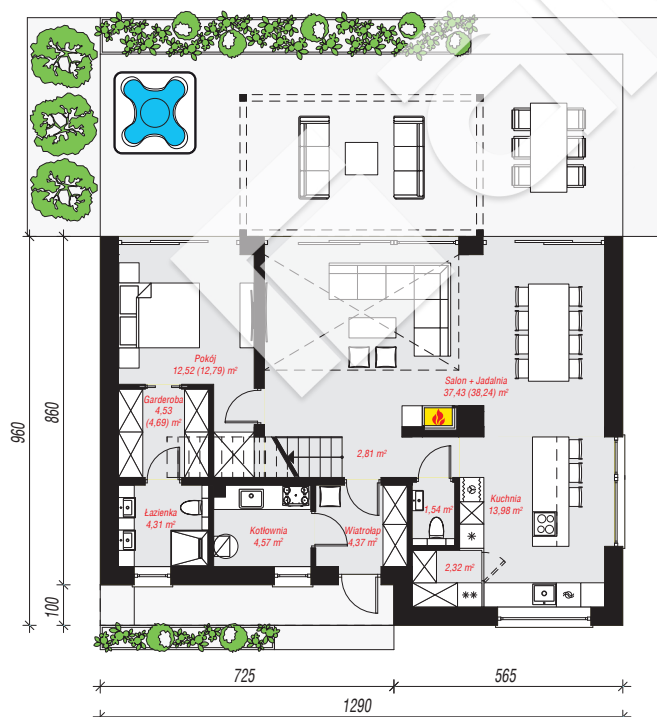 Pokój
12,52 (12,79) m²
Salon + Jadalnia
37,43 (38,24) m²
Garderoba
4,53
(4,69) m²
2,81 m²
Łazienka
4,31 m²
Kotłownia
4,57 m²
Wiatrołap
4,37 m²
1,54 m²
Kuchnia
13,98 m²
2,32 m²
960
860
100
725
565
1290